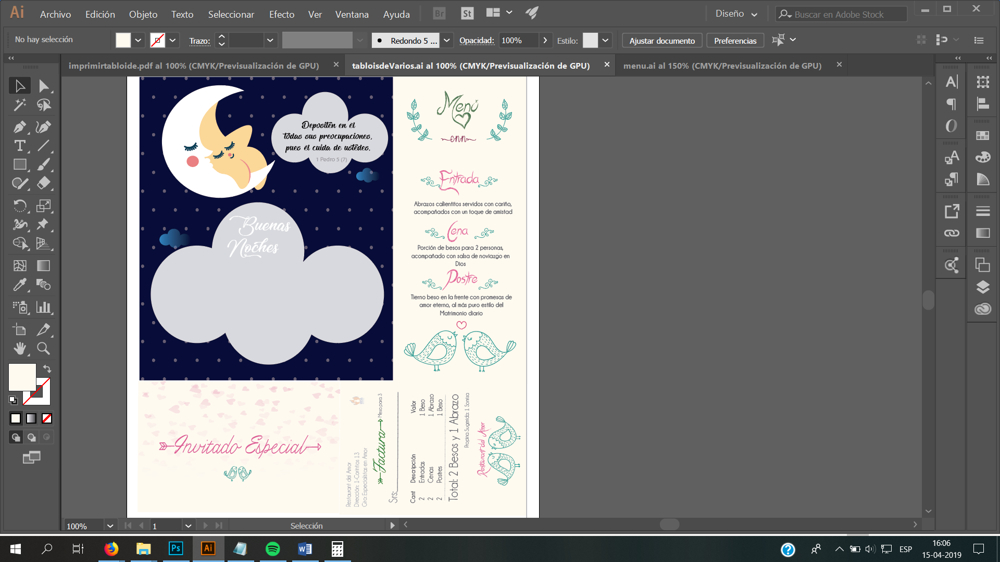 Ai
Archivo Edición Objeto Texto Seleccionar Efecto Ver Ventana Ayuda Br St Diseño Buscar en Adobe Stock
No hay selección Trazo: Redondo 5 ... Opacidad: 100% Estilo: Ajustar documento Preferencias
imprimirtabloide.pdf al 100% (CMYK/Previsualización de GPU) tabloisdeVarios.ai al 100% (CMYK/Previsualización de GPU) menu.ai al 150% (CMYK/Previsualización de GPU)
Depositen en él
todas sus preocupaciones,
pues él cuida de ustedes.
1 Pedro 5 (7)
Buenas
Noches
Menú
Entrada
Abrazos calientitos servidos con cariño,
acompañados con un toque de amistad
Cena
Porción de besos para 2 personas,
acompañado con salsa de noviazgo en
Dios
Postre
Tierno beso en la frente con promesas de
amor eterno, al más puro estilo del
Matrimonio diario
Invitado Especial
Restaurant del Amor
Dirección: 1-Corintios 13
Giro: Especialistas en Amor
Factura
Mesa para: 3
Srs:
Cant Descripción Valor
2 Entradas 1 Beso
2 Cenas 1 Abrazo
2 Postres 1 Beso
Total: 2 Besos y 1 Abrazo
Propina Sugerida: 1 Sonrisa
Restaurant del Amor
100% 1 Selección
Ps Ai ESP 16:06
15-04-2019